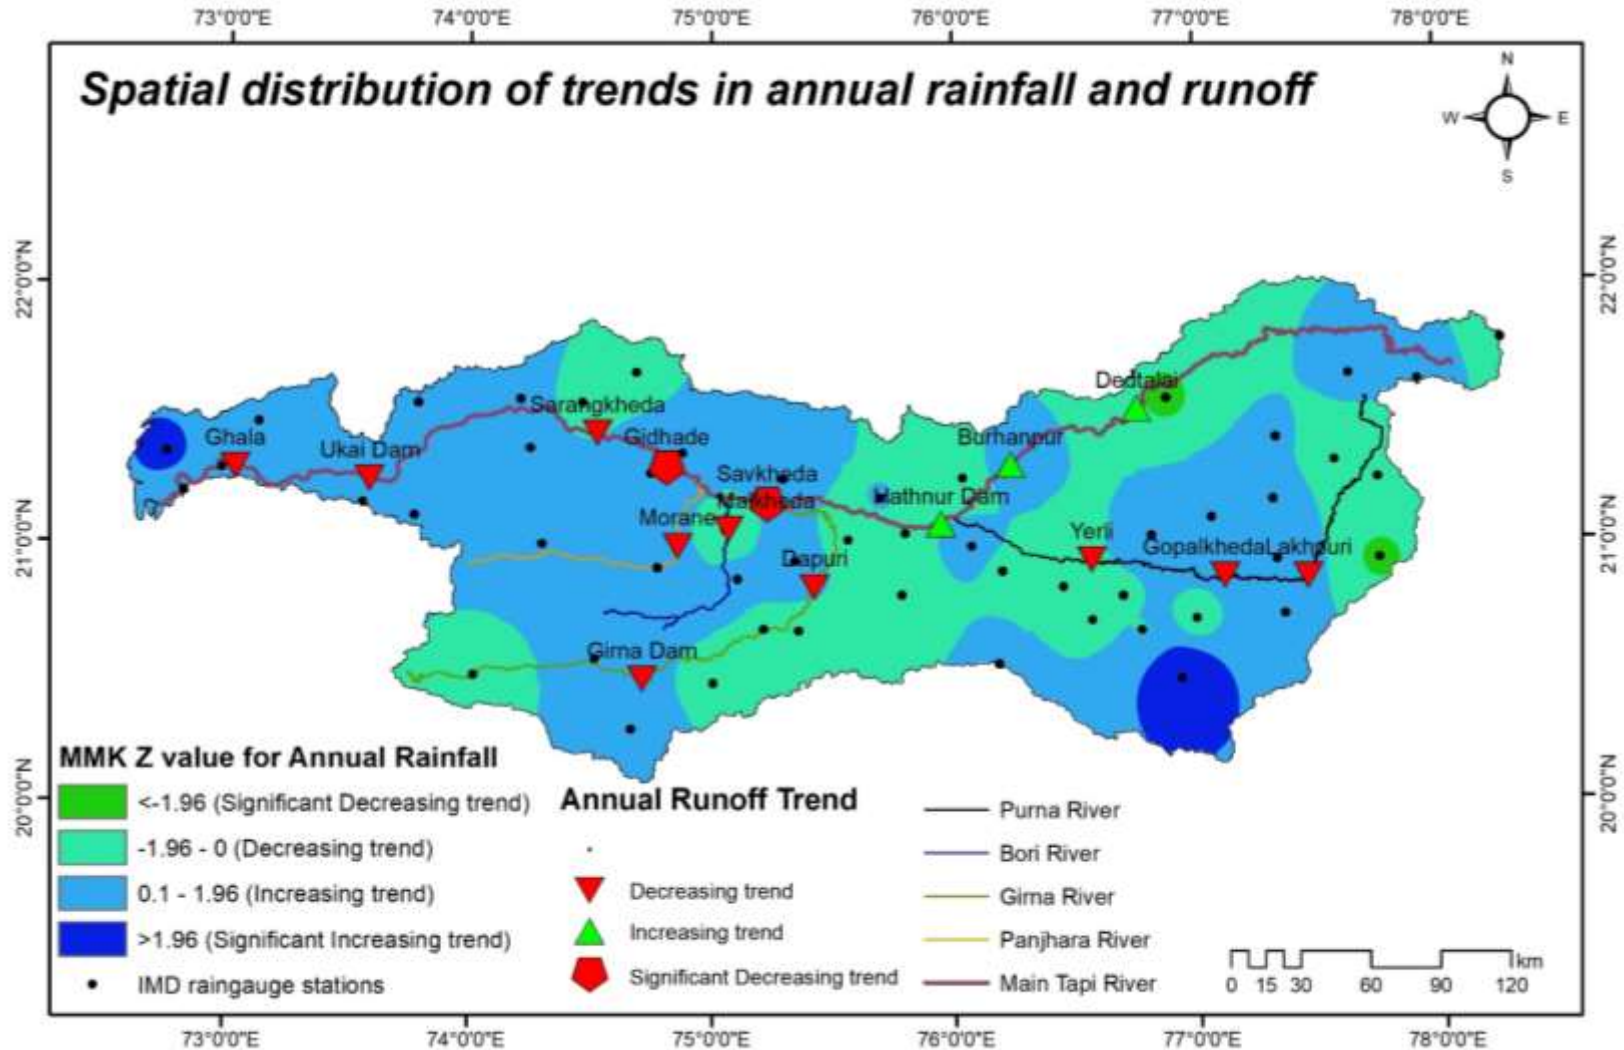 73°0'0"E 74°0'0"E 75°0'0"E 76°0'0"E 77°0'0"E 78°0'0"E
Spatial distribution of trends in annual rainfall and runoff
N
W E
S
22°0'0"N 22°0'0"N
Dedtalai
Sarangkheda
Ghala Gidhade Burhanpur
Ukai Dam
Savkheda
Malkheda Hathnur Dam
Morane Yerli
21°0'0"N 21°0'0"N
Dapuri Gopalkheda Lakhpuri
Girna Dam
MMK Z value for Annual Rainfall
<-1.96 (Significant Decreasing trend)
-1.96 - 0 (Decreasing trend)
0.1 - 1.96 (Increasing trend)
>1.96 (Significant Increasing trend)
IMD raingauge stations
20°0'0"N
Annual Runoff Trend
Decreasing trend
Increasing trend
Significant Decreasing trend
Purna River
Bori River
Girna River
Panjhara River
Main Tapi River
20°0'0"N
km
0 15 30 60 90 120
73°0'0"E 74°0'0"E 75°0'0"E 76°0'0"E 77°0'0"E 78°0'0"E